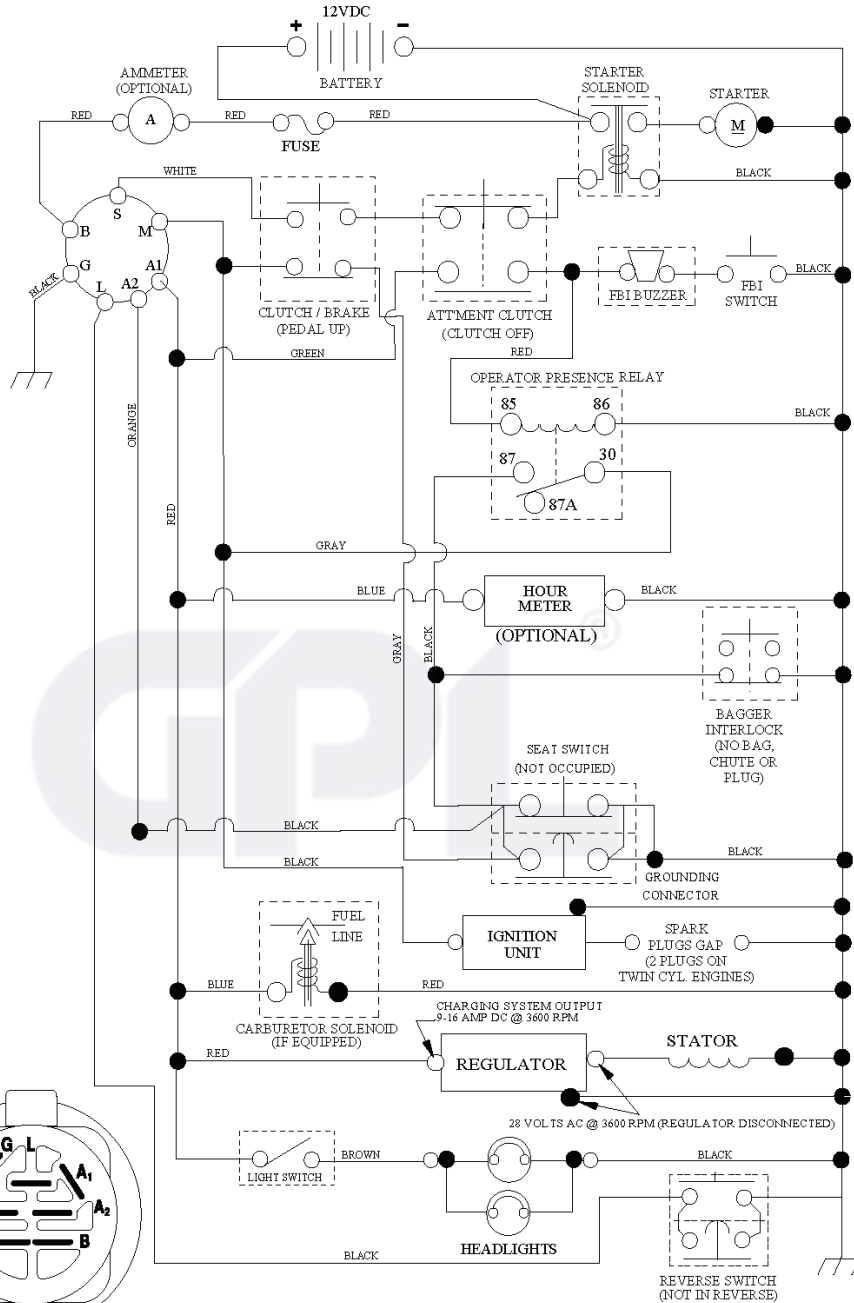 12VDC
+
-
BATTERY
AMMETER
(OPTIONAL)
STARTER
SOLENOID
STARTER
RED
A
RED
RED
M
FUSE
WHITE
BLACK
S
B
M
G
A1
L
A2
BLACK
CLUTCH / BRAKE
(PEDAL UP)
ATT'MENT CLUTCH
(CLUTCH OFF)
FBI BUZZER
FBI
SWITCH
BLACK
GREEN
RED
OPERATOR PRESENCE RELAY
85
86
BLACK
ORANGE
87
30
87A
RED
GRAY
BLUE
HOUR
METER
BLACK
(OPTIONAL)
®
GRAY
BLACK
GPL
BAGGER
INTERLOCK
(NO BAG,
CHUTE OR
PLUG)
SEAT SWITCH
(NOT OCCUPIED)
BLACK
BLACK
BLACK
GROUNDING
CONNECTOR
FUEL
LINE
IGNITION
UNIT
SPARK
PLUGS GAP
(2 PLUGS ON
TWIN CYL. ENGINES)
BLUE
RED
CARBURETOR SOLENOID
(IF EQUIPPED)
CHARGING SYSTEM OUTPUT
9-16 AMP DC @ 3600 RPM
RED
REGULATOR
STATOR
28 VOLTS AC @ 3600 RPM (REGULATOR DISCONNECTED)
G
L
A1
A2
B
LIGHT SWITCH
BROWN
BLACK
HEADLIGHTS
BLACK
REVERSE SWITCH
(NOT IN REVERSE)